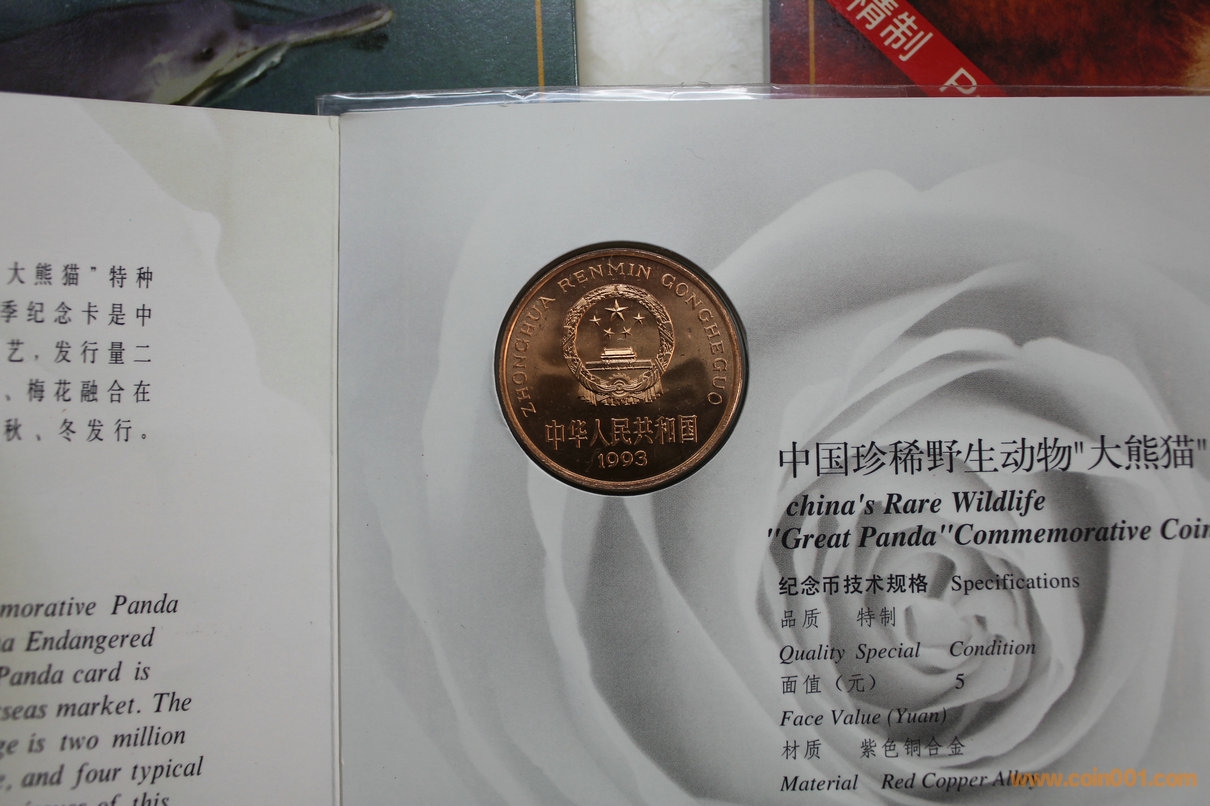 精制 P
大熊猫”特种
季纪念卡是中
艺，发行量二
、梅花融合在
秋、冬发行。
morative Panda
a Endangered
Panda card is
seas market. The
ge is two million
, and four typical
of this
ZHONGHUA RENMIN GONGHEGUO
中华人民共和国
1993
中国珍稀野生动物"大熊猫"
china's Rare Wildlife
"Great Panda"Commemorative Coin
纪念币技术规格 Specifications
品质 特制
Quality Special Condition
面值（元） 5
Face Value (Yuan)
材质 紫色铜合金
Material Red Copper Alloy
www.coin001.com